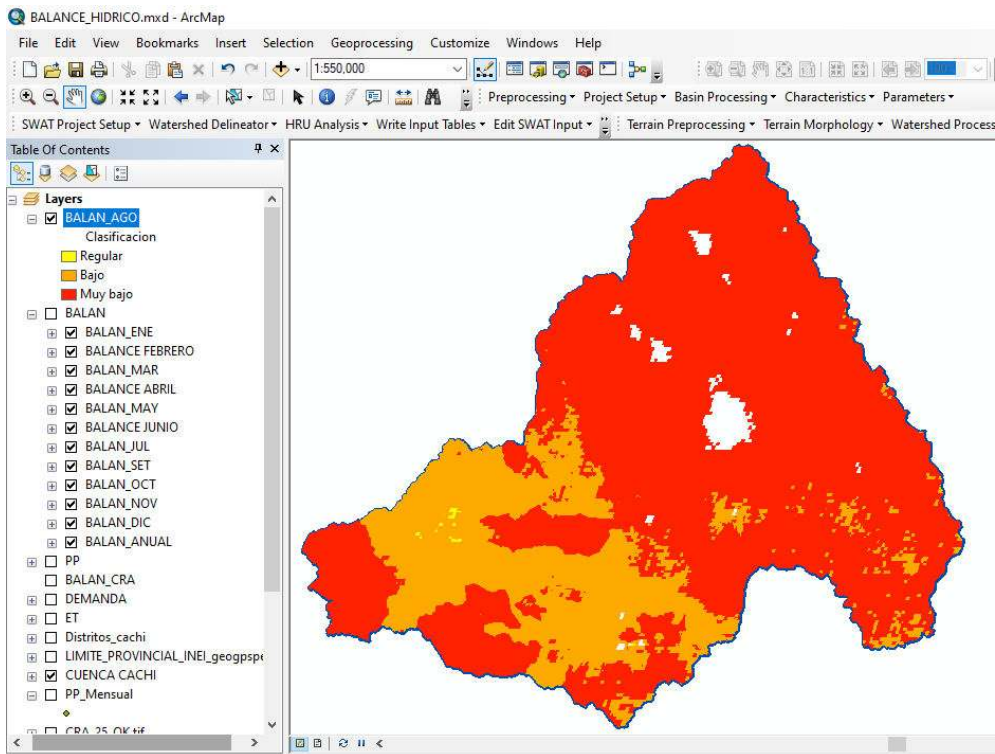 BALANCE_HIDRICO.mxd - ArcMap
File Edit View Bookmarks Insert Selection Geoprocessing Customize Windows Help
1:550,000
Preprocessing Project Setup Basin Processing Characteristics Parameters
SWAT Project Setup Watershed Delineator HRU Analysis Write Input Tables Edit SWAT Input Terrain Preprocessing Terrain Morphology Watershed Process
Table Of Contents
Layers
BALAN_AGO
Clasificacion
Regular
Bajo
Muy bajo
BALAN
BALAN_ENE
BALANCE FEBRERO
BALAN_MAR
BALANCE ABRIL
BALAN_MAY
BALANCE JUNIO
BALAN_JUL
BALAN_SET
BALAN_OCT
BALAN_NOV
BALAN_DIC
BALAN_ANUAL
PP
BALAN_CRA
DEMANDA
ET
Distritos_cachi
LIMITE_PROVINCIAL_INEI_geogpspe
CUENCA CACHI
PP_Mensual
CRA_25_OK.tif